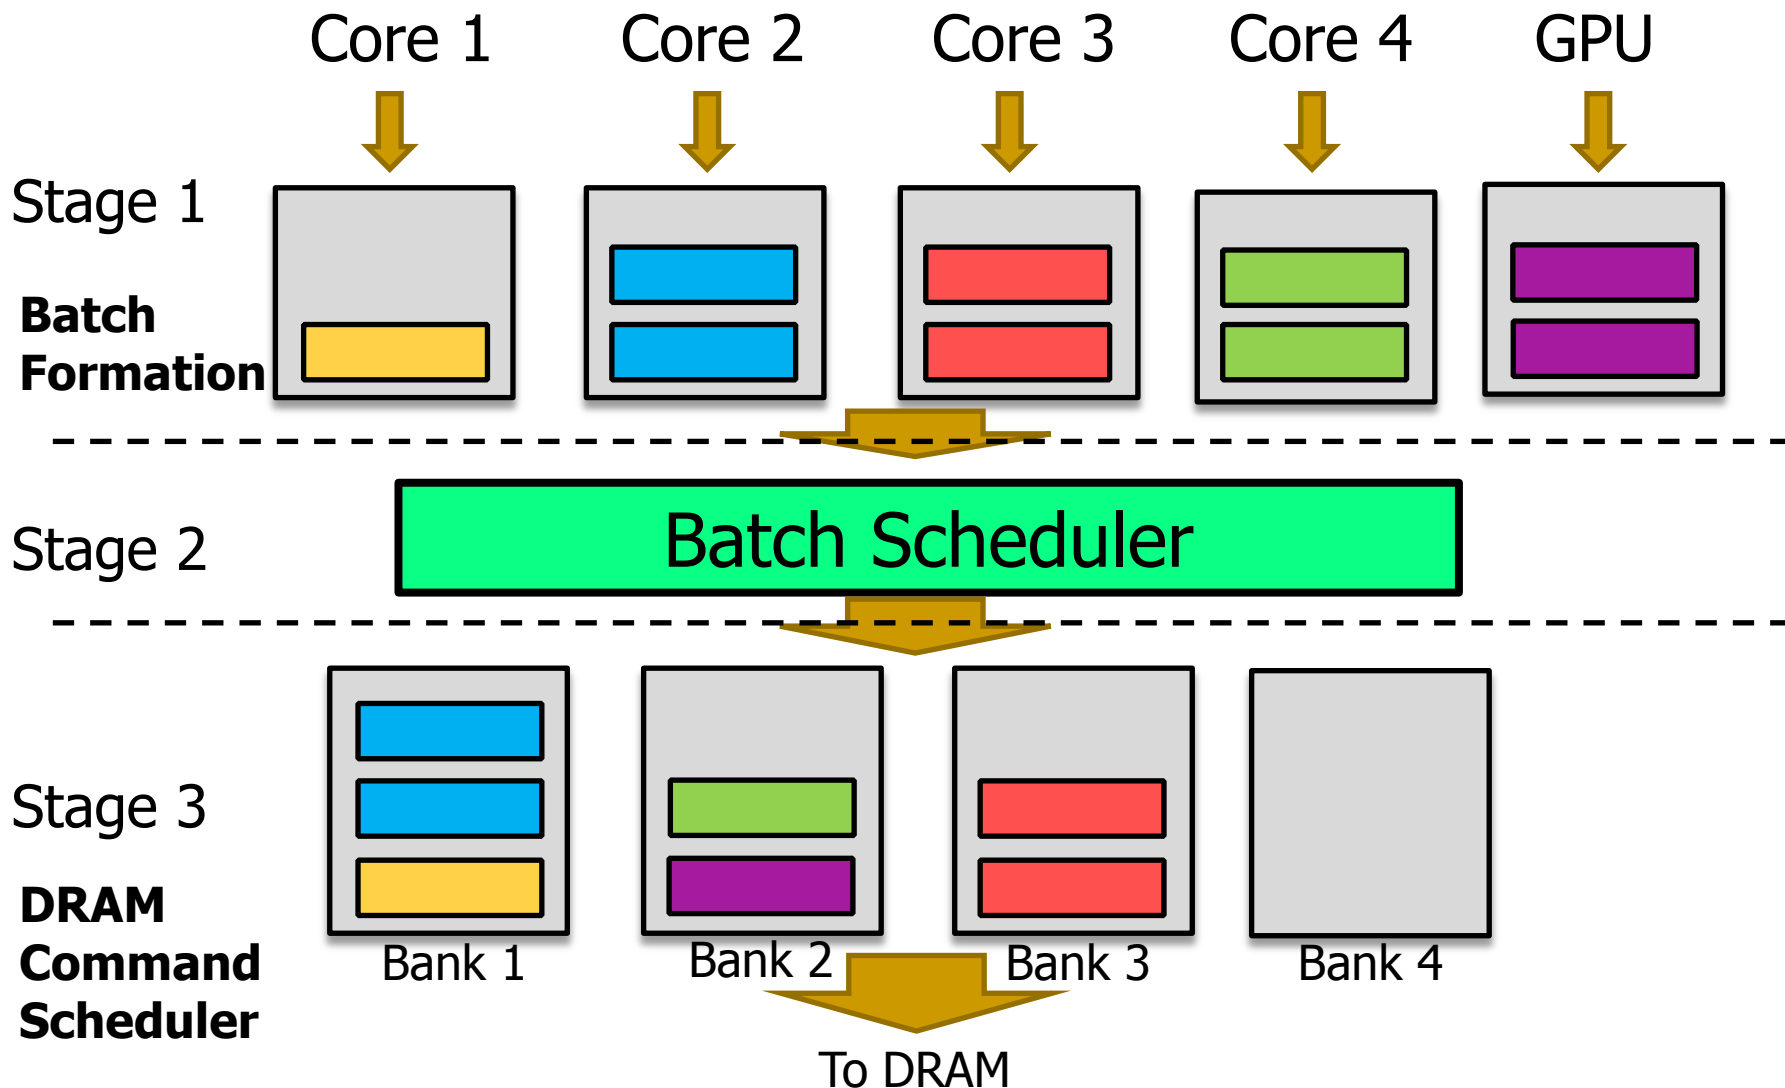 Core 1
Core 2
Core 3
Core 4
GPU
Stage 1
Batch
Formation
Stage 2
Batch Scheduler
Stage 3
DRAM
Command
Scheduler
Bank 1
Bank 2
Bank 3
Bank 4
To DRAM